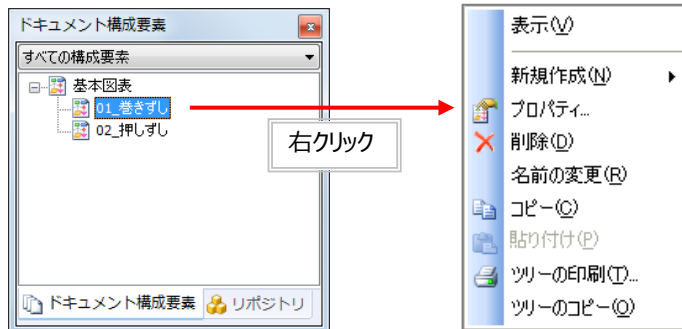 ドキュメント構成要素
すべての構成要素
基本図表
01_巻きずし
02_押しずし
ドキュメント構成要素
リポジトリ
右クリック
表示(V)
新規作成(N)
プロパティ...
削除(D)
名前の変更(R)
コピー(C)
貼り付け(P)
ツリーの印刷(T)...
ツリーのコピー(O)